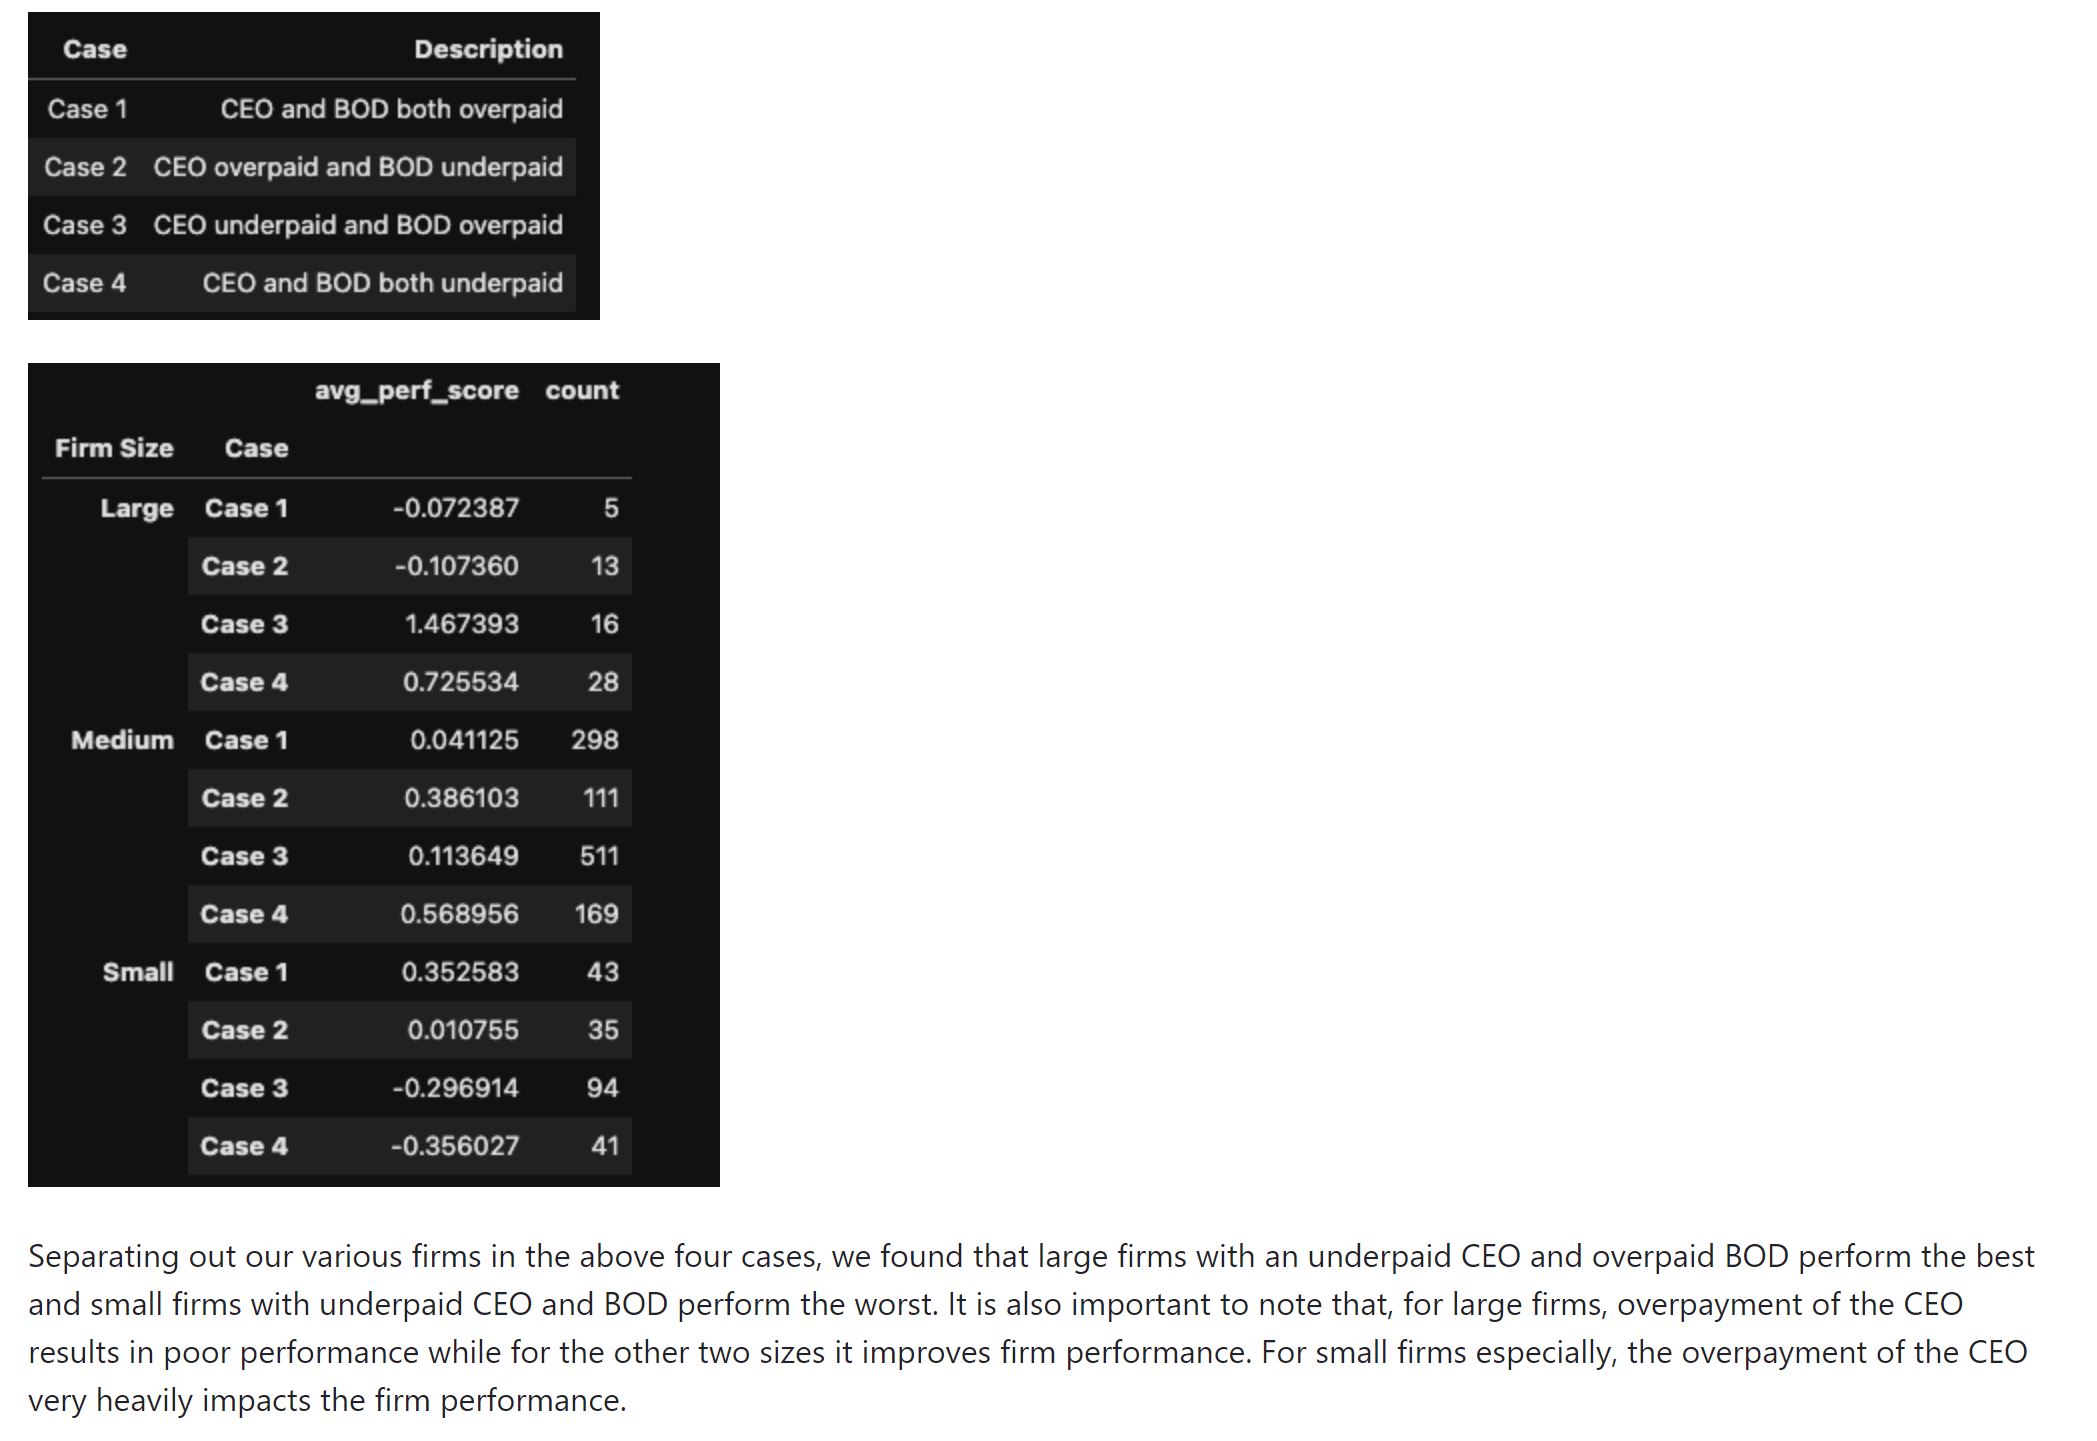 Case Description
Case 1 CEO and BOD both overpaid
Case 2 CEO overpaid and BOD underpaid
Case 3 CEO underpaid and BOD overpaid
Case 4 CEO and BOD both underpaid
avg_perf_score count
Firm Size Case
Large Case 1 -0.072387 5
Case 2 -0.107360 13
Case 3 1.467393 16
Case 4 0.725534 28
Medium Case 1 0.041125 298
Case 2 0.386103 111
Case 3 0.113649 511
Case 4 0.568956 169
Small Case 1 0.352583 43
Case 2 0.010755 35
Case 3 -0.296914 94
Case 4 -0.356027 41
Separating out our various firms in the above four cases, we found that large firms with an underpaid CEO and overpaid BOD perform the best
and small firms with underpaid CEO and BOD perform the worst. It is also important to note that, for large firms, overpayment of the CEO
results in poor performance while for the other two sizes it improves firm performance. For small firms especially, the overpayment of the CEO
very heavily impacts the firm performance.